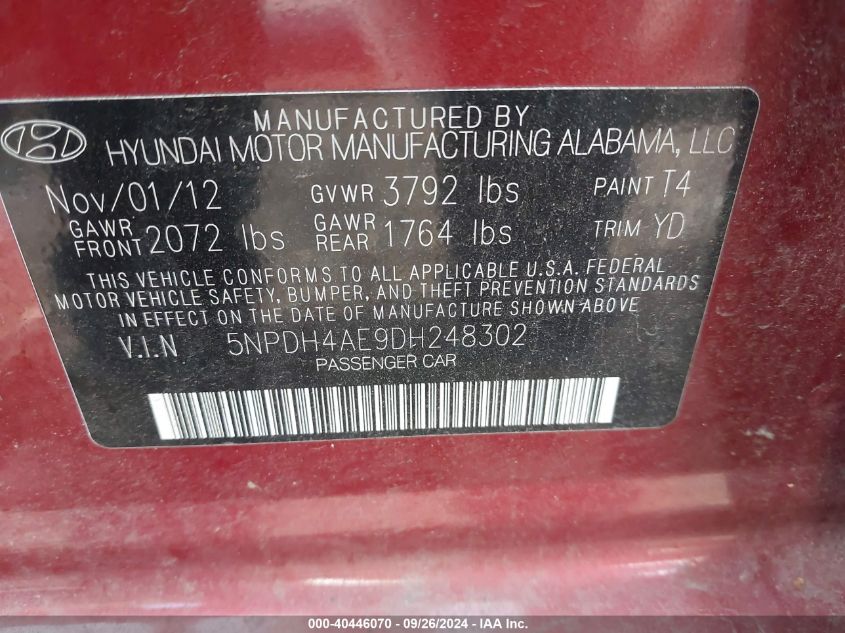 MANUFACTURED BY
HYUNDAI MOTOR MANUFACTURING ALABAMA, LLC
Nov/01/12 GVWR 3792 lbs PAINT T4
GAWR FRONT 2072 lbs GAWR REAR 1764 lbs TRIM YD
THIS VEHICLE CONFORMS TO ALL APPLICABLE U.S.A. FEDERAL
MOTOR VEHICLE SAFETY, BUMPER, AND THEFT PREVENTION STANDARDS
IN EFFECT ON THE DATE OF MANUFACTURE SHOWN ABOVE
V.I.N 5NPDH4AE9DH248302
PASSENGER CAR
000-40446070 - 09/26/2024 - IAA Inc.